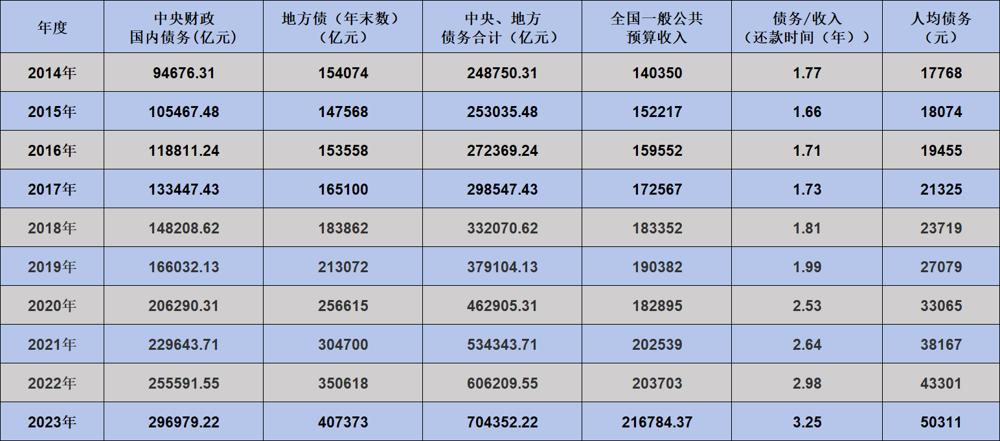 年度 中央财政 国内债务(亿元) 地方债（年末数） （亿元） 中央、地方 债务合计（亿元） 全国一般公共 预算收入 债务/收入 （还款时间（年）） 人均债务 （元）
2014年 94676.31 154074 248750.31 140350 1.77 17768
2015年 105467.48 147568 253035.48 152217 1.66 18074
2016年 118811.24 153558 272369.24 159552 1.71 19455
2017年 133447.43 165100 298547.43 172567 1.73 21325
2018年 148208.62 183862 332070.62 183352 1.81 23719
2019年 166032.13 213072 379104.13 190382 1.99 27079
2020年 206290.31 256615 462905.31 182895 2.53 33065
2021年 229643.71 304700 534343.71 202539 2.64 38167
2022年 255591.55 350618 606209.55 203703 2.98 43301
2023年 296979.22 407373 704352.22 216784.37 3.25 50311